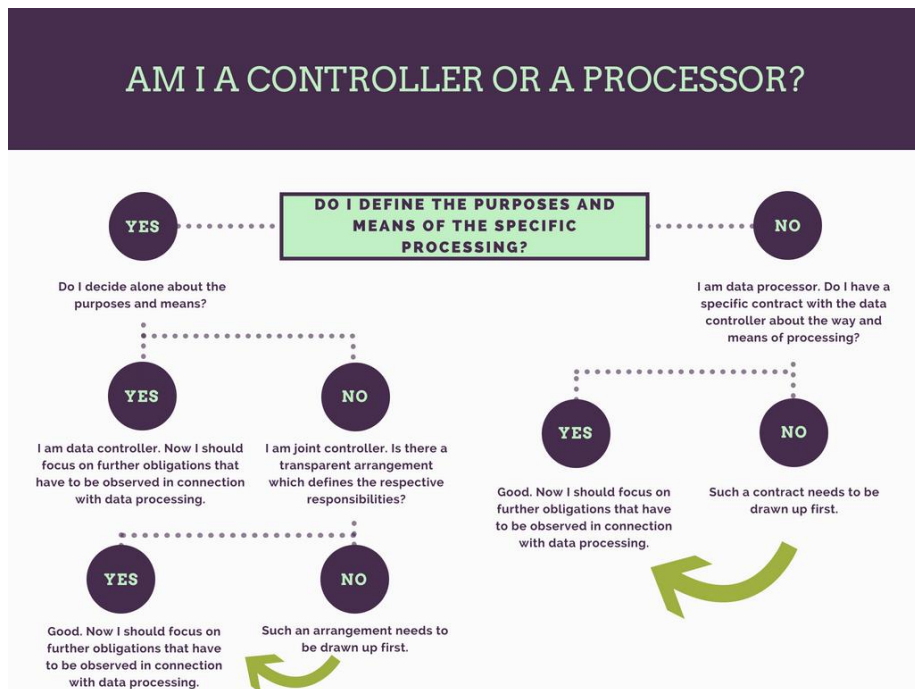 AM I A CONTROLLER OR A PROCESSOR?
DO I DEFINE THE PURPOSES AND
MEANS OF THE SPECIFIC
PROCESSING?
YES
NO
Do I decide alone about the
purposes and means?
I am data processor. Do I have a
specific contract with the data
controller about the way and
means of processing?
YES
NO
I am data controller. Now I should
focus on further obligations that
have to be observed in connection
with data processing.
I am joint controller. Is there a
transparent arrangement
which defines the respective
responsibilities?
YES
NO
Good. Now I should focus on
further obligations that have
to be observed in connection
with data processing.
Such a contract needs to be
drawn up first.
YES
NO
Good. Now I should focus on
further obligations that have
to be observed in connection
with data processing.
Such an arrangement needs to
be drawn up first.